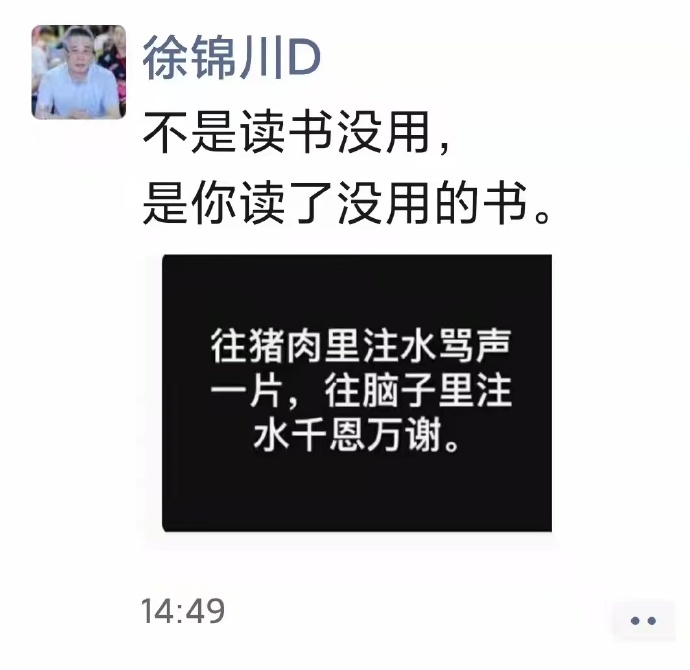 徐锦川D
不是读书没用，
是你读了没用的书。
往猪肉里注水骂声
一片，往脑子里注
水千恩万谢。
14:49